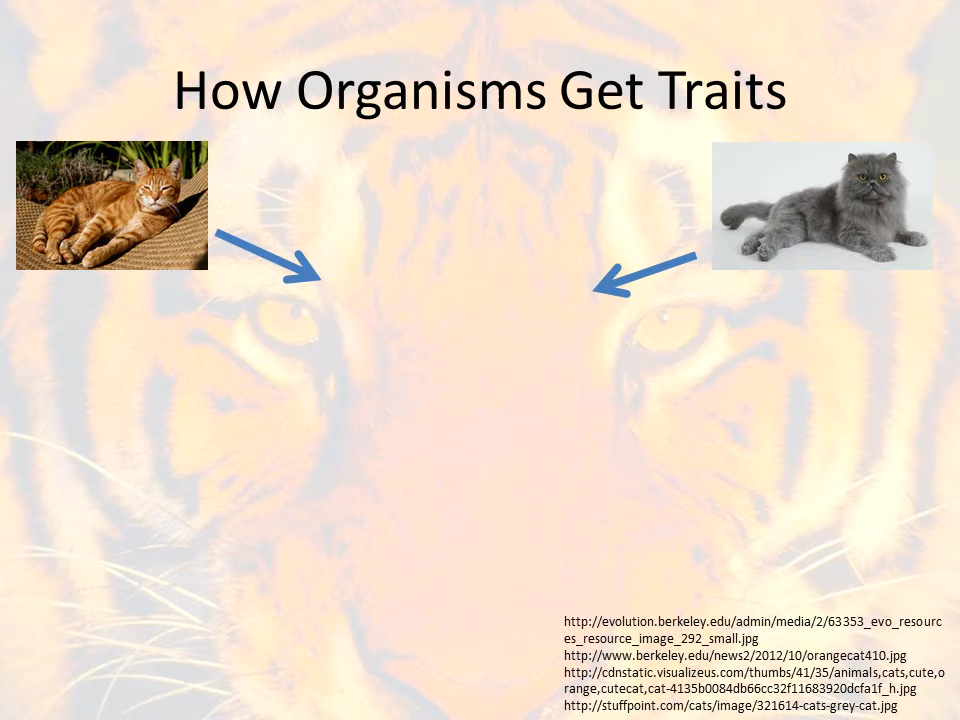 How Organisms Get Traits
http://evolution.berkeley.edu/admin/media/2/63353_evo_resourc
es_resource_image_292_small.jpg
http://www.berkeley.edu/news2/2012/10/orangecat410.jpg
http://cdnstatic.visualizeus.com/thumbs/41/35/animals,cats,cute,o
range,cutecat,cat-4135b0084db66cc32f11683920dcfa1f_h.jpg
http://stuffpoint.com/cats/image/321614-cats-grey-cat.jpg